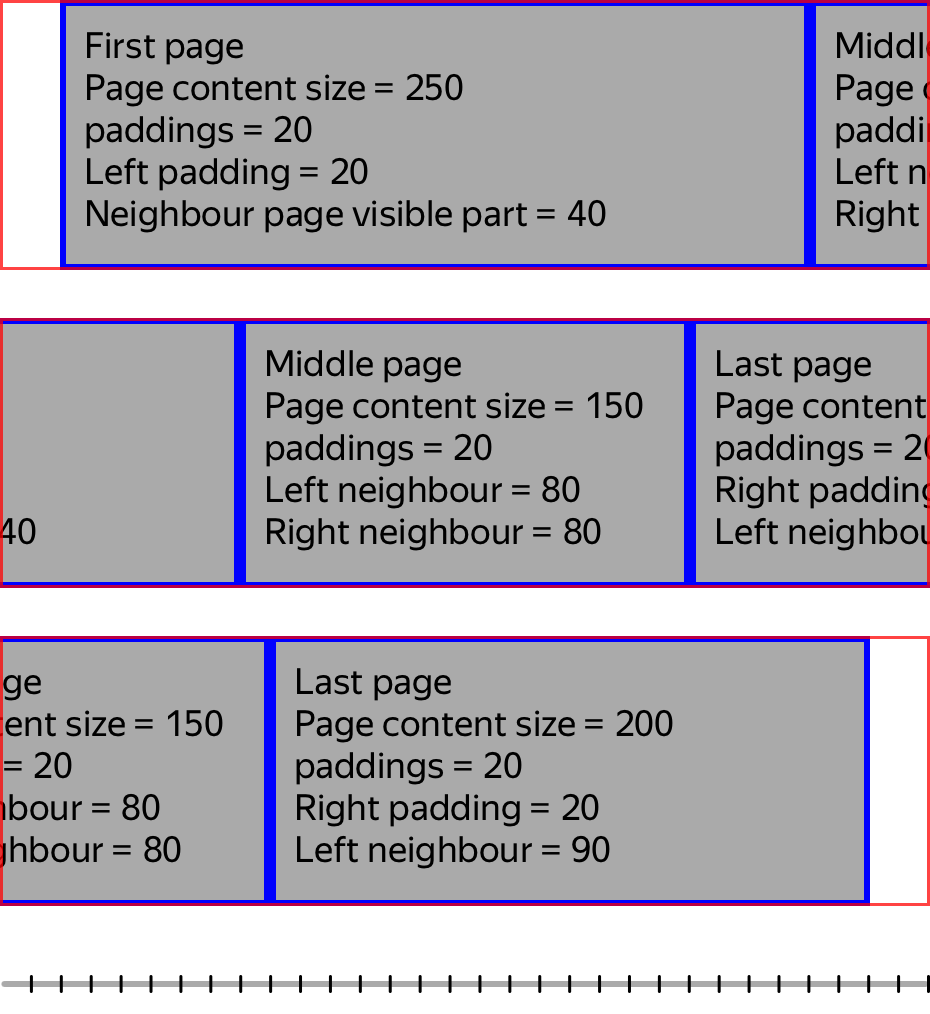 First page
Page content size = 250
paddings = 20
Left padding = 20
Neighbour page visible part = 40
Middl
Page
paddi
Left n
Right
40
Middle page
Page content size = 150
paddings = 20
Left neighbour = 80
Right neighbour = 80
Last page
Page content
paddings = 20
Right padding
Left neighbou
ge
ent size = 150
= 20
bour = 80
ghbour = 80
Last page
Page content size = 200
paddings = 20
Right padding = 20
Left neighbour = 90